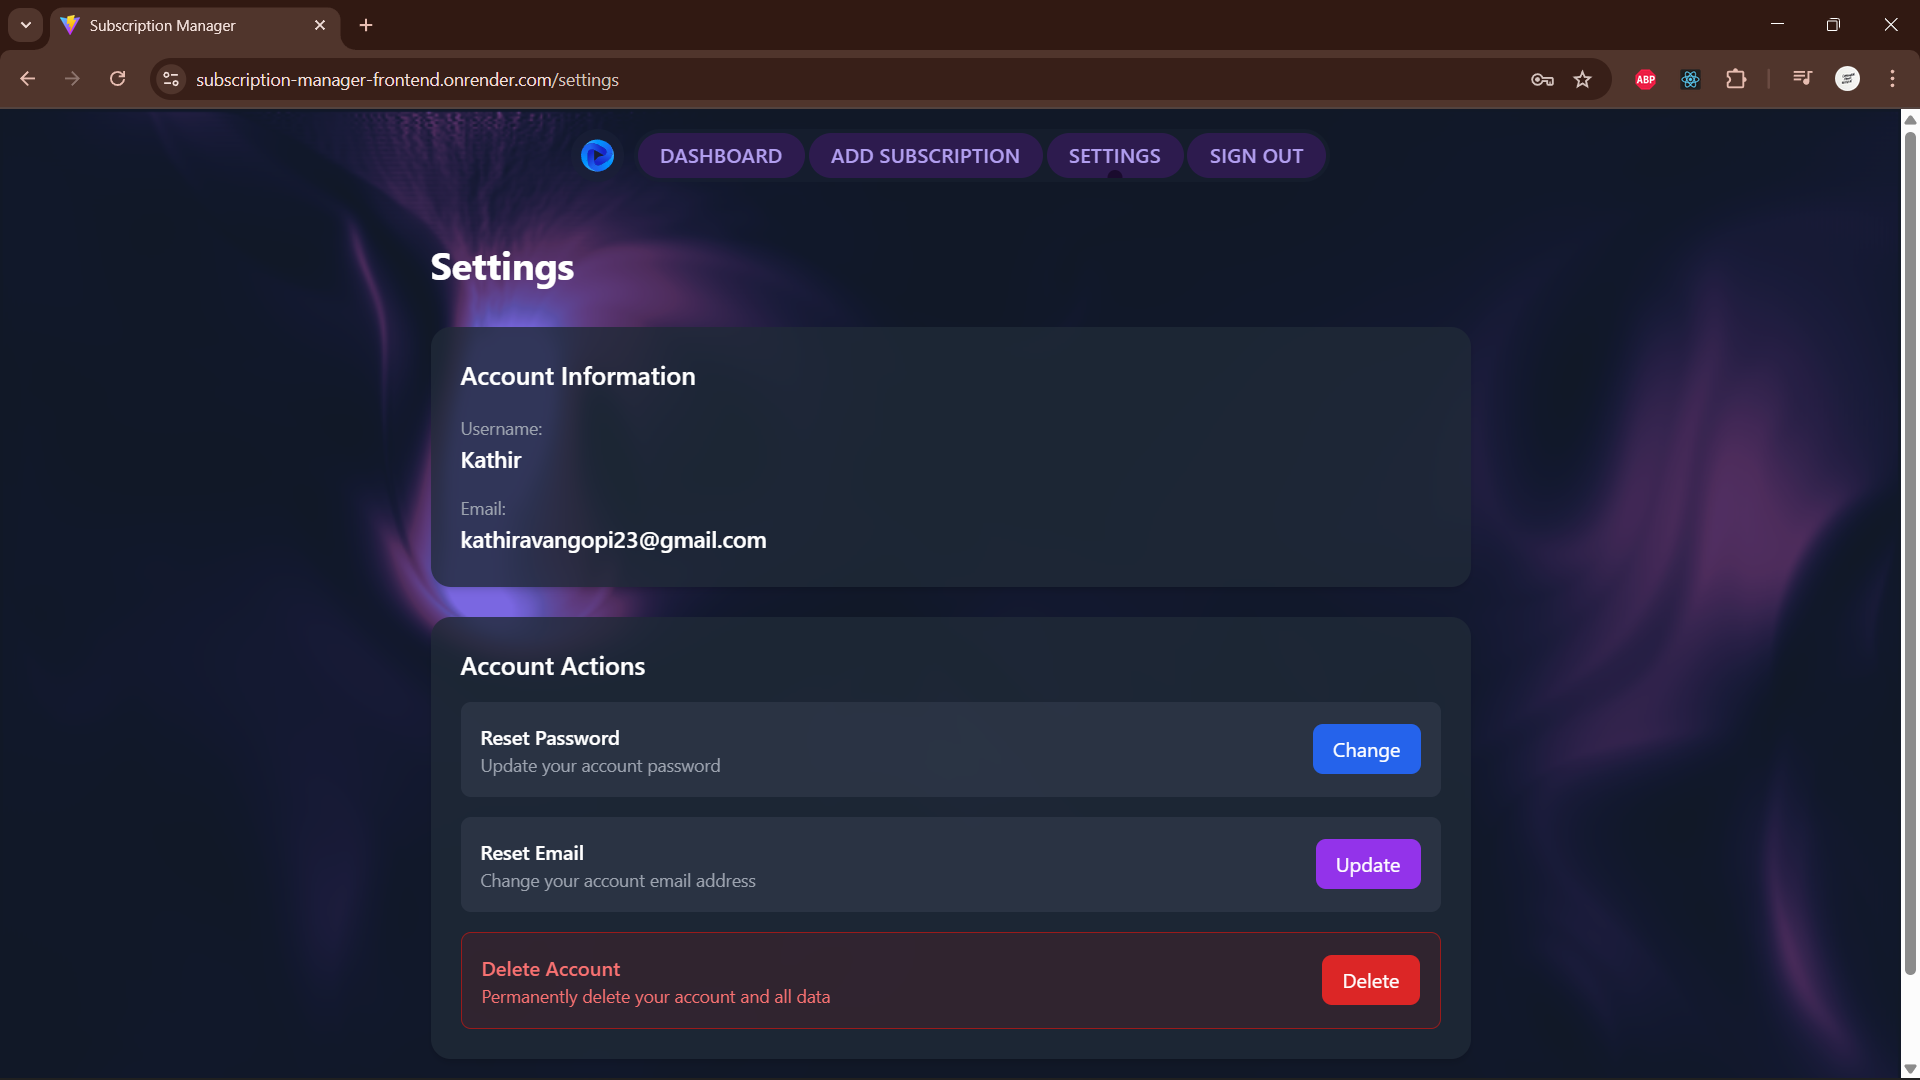 Subscription Manager
subscription-manager-frontend.onrender.com/settings
ABP
DASHBOARD
ADD SUBSCRIPTION
SETTINGS
SIGN OUT
Settings
Account Information
Username:
Kathir
Email:
kathiravangopi23@gmail.com
Account Actions
Reset Password
Update your account password
Change
Reset Email
Change your account email address
Update
Delete Account
Permanently delete your account and all data
Delete